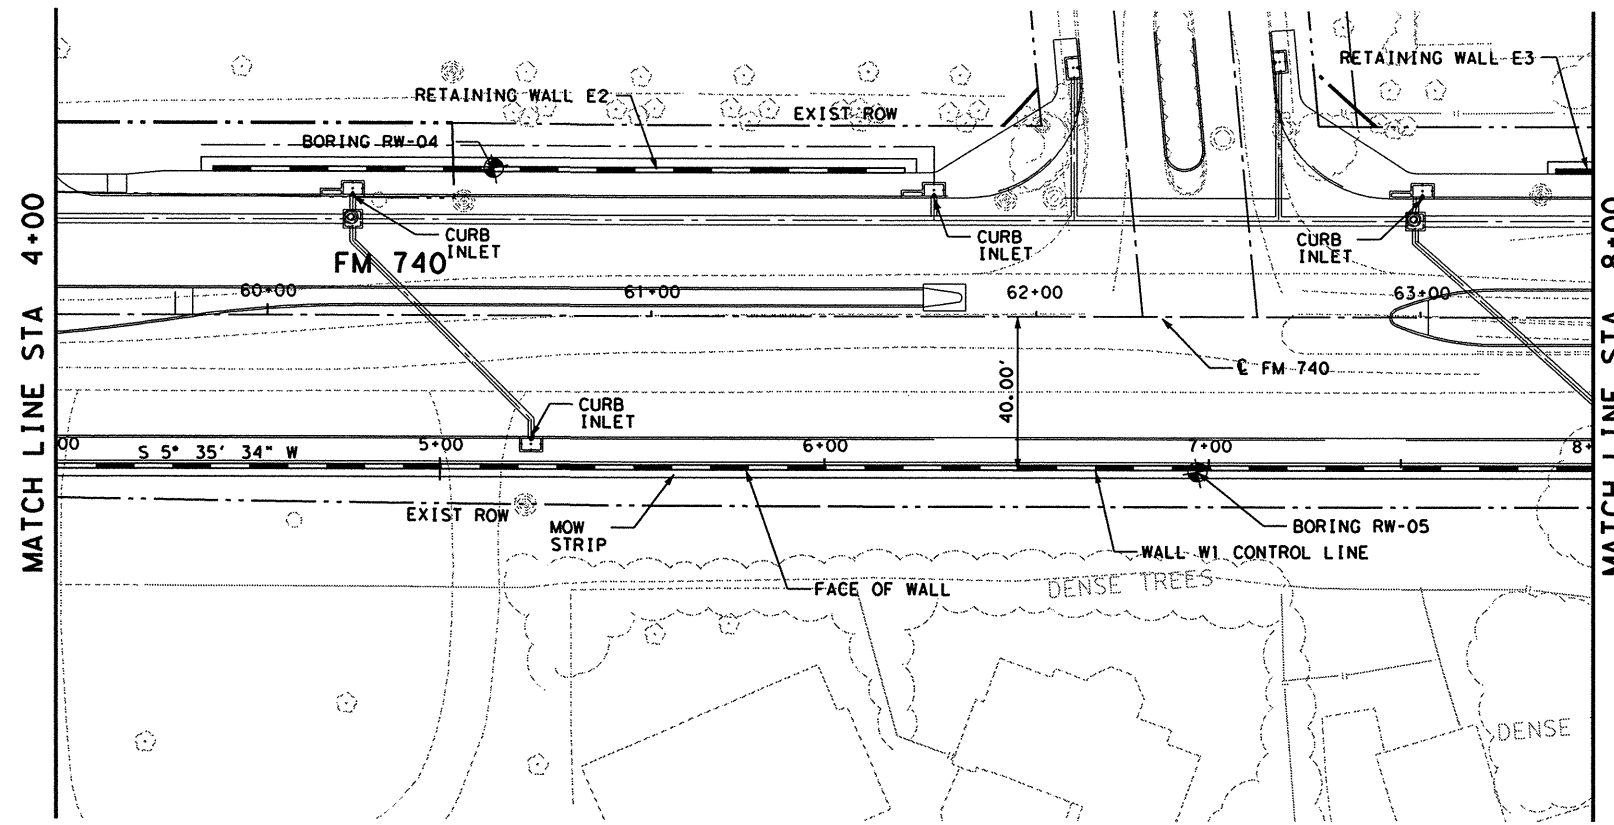 RETAINING WALL E3
RETAINING WALL E2
EXIST ROW
BORING RW-04
MATCH LINE STA 4+00
MATCH LINE STA 8+00
CURB
INLET
CURB
INLET
CURB
INLET
FM 740
60+00
61+00
62+00
63+00
℄ FM 740
40.00'
CURB
INLET
00
S 5° 35' 34" W
5+00
6+00
7+00
8+
EXIST ROW
MOW
STRIP
BORING RW-05
WALL W1 CONTROL LINE
FACE OF WALL
DENSE TREES
DENSE